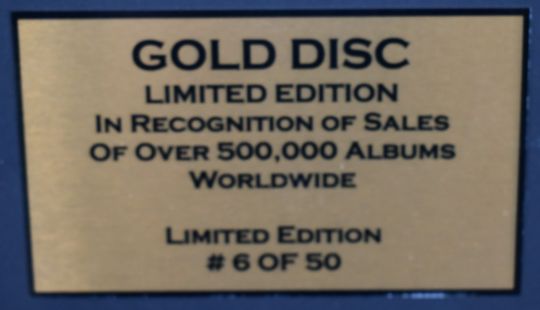 GOLD DISC
LIMITED EDITION
IN RECOGNITION OF SALES
OF OVER 500,000 ALBUMS
WORLDWIDE
LIMITED EDITION
# 6 OF 50